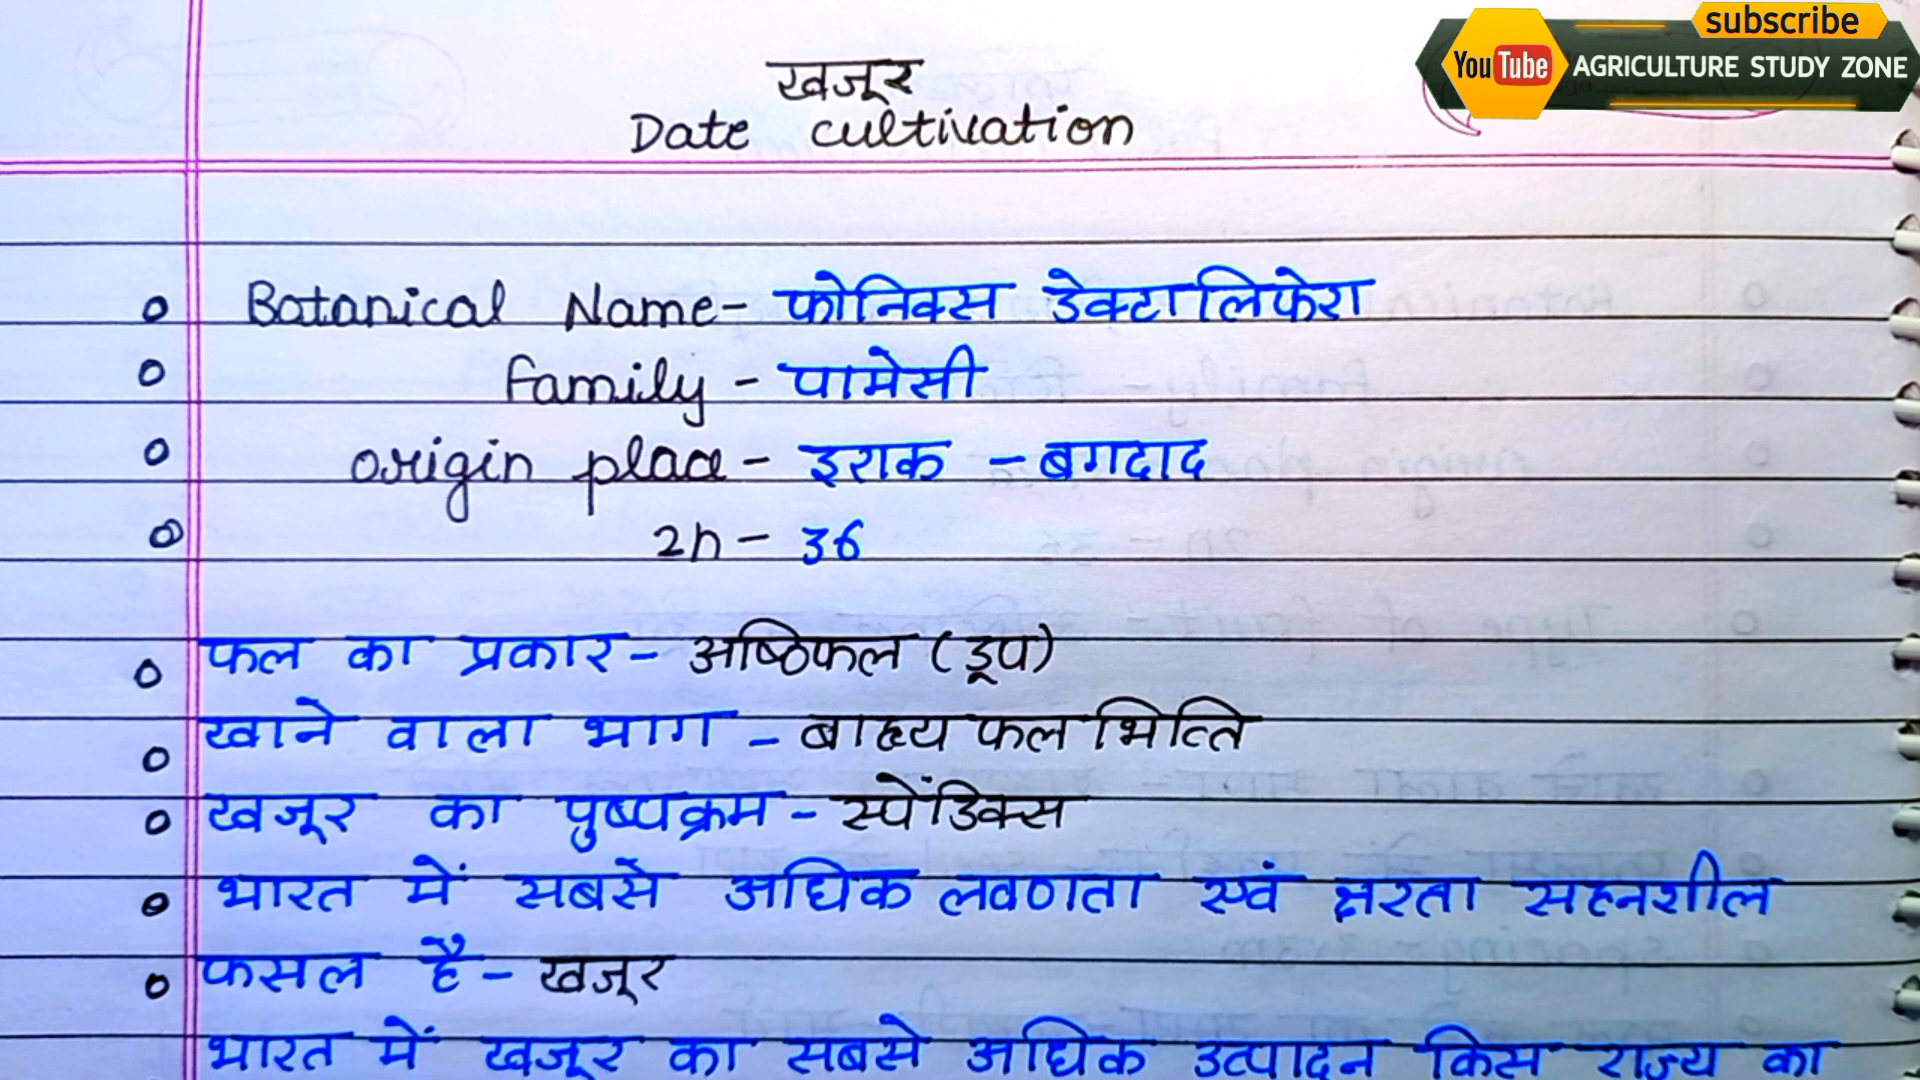 subscribe
YouTube AGRICULTURE STUDY ZONE
खजूर
Date cultivation
Botanical Name- फोनिक्स डेक्टालिफेरा
family - पामेसी
origin place - इराक - बगदाद
2n - 36
फल का प्रकार - अष्ठिफल (ड्रूप)
खाने वाला भाग - बाह्य फल भित्ति
खजूर का पुष्पक्रम - स्पेंडिक्स
भारत में सबसे अधिक लवणता एवं क्षरता सहनशील
फसल है - खजूर
भारत में खजूर का सबसे अधिक उत्पादन किस राज्य का